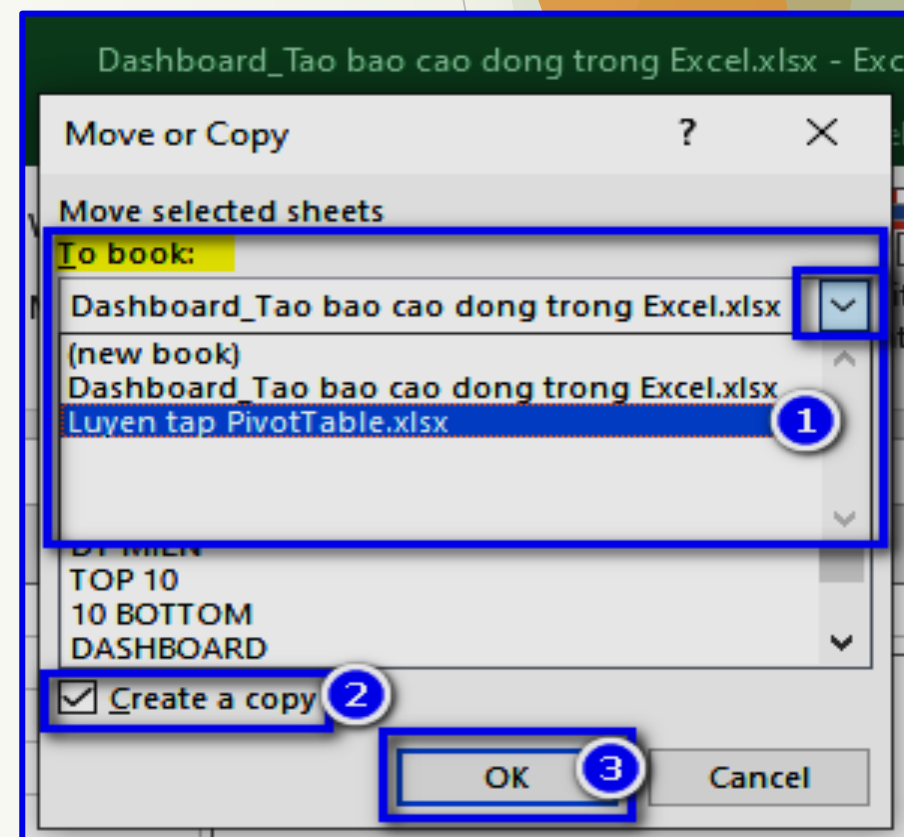 Dashboard_Tao bao cao dong trong Excel.xlsx - Exc
Move or Copy ? ×
Move selected sheets
To book:
Dashboard_Tao bao cao dong trong Excel.xlsx
(new book)
Dashboard_Tao bao cao dong trong Excel.xlsx
Luyen tap PivotTable.xlsx 1
DT MIEN
TOP 10
10 BOTTOM
DASHBOARD
Create a copy 2
OK 3 Cancel